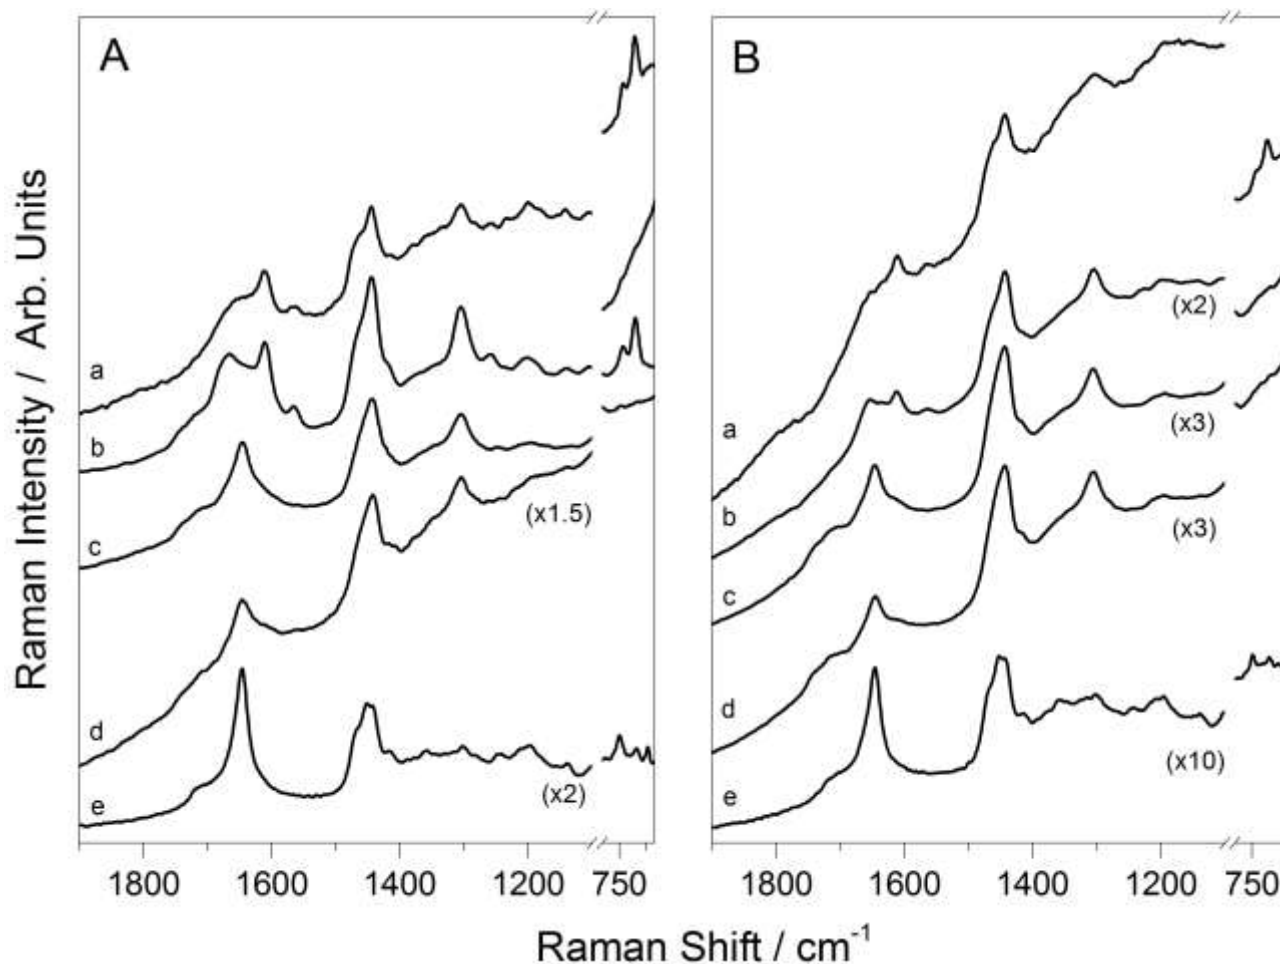 A
B
Raman Intensity / Arb. Units
a
b
c
(x1.5)
d
e
(x2)
a
(x2)
b
(x3)
c
(x3)
d
(x10)
e
1800 1600 1400 1200 750
1800 1600 1400 1200 750
Raman Shift / cm⁻¹